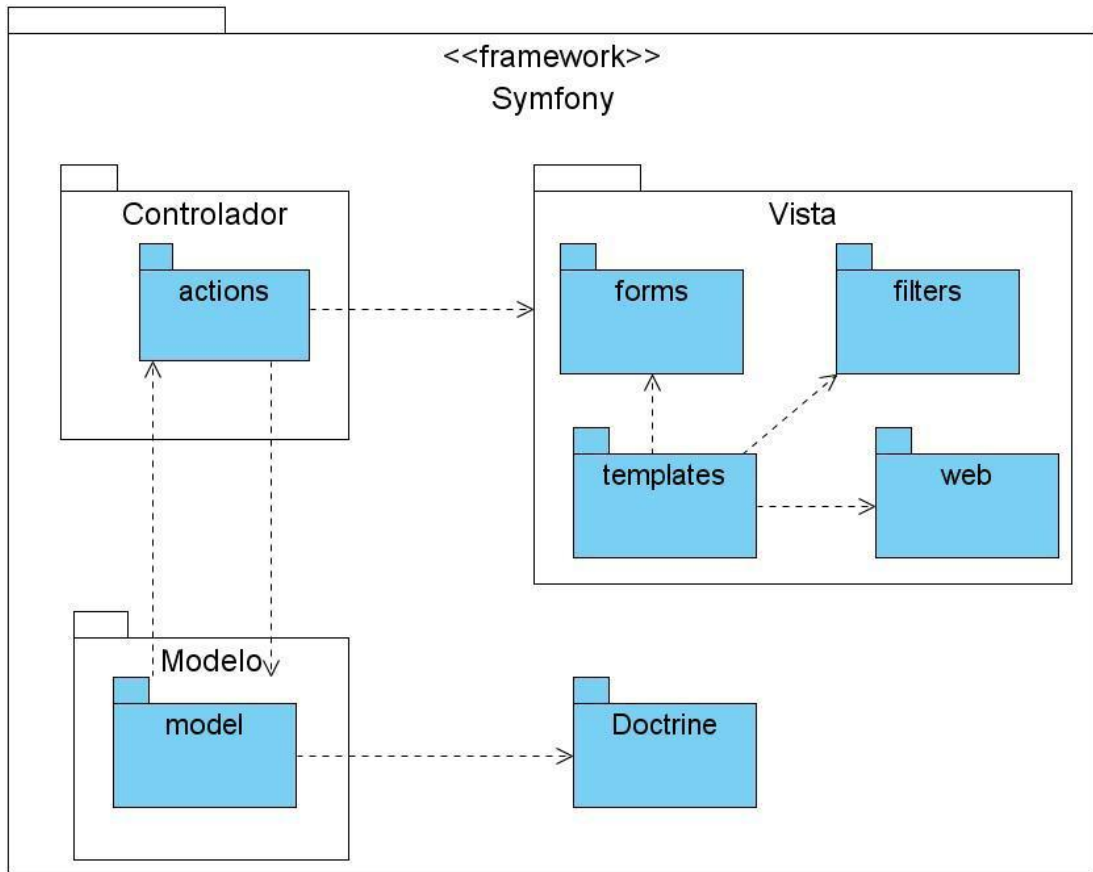 <<framework>>
Symfony
Controlador
actions
Vista
forms
filters
templates
web
Modelo
model
Doctrine